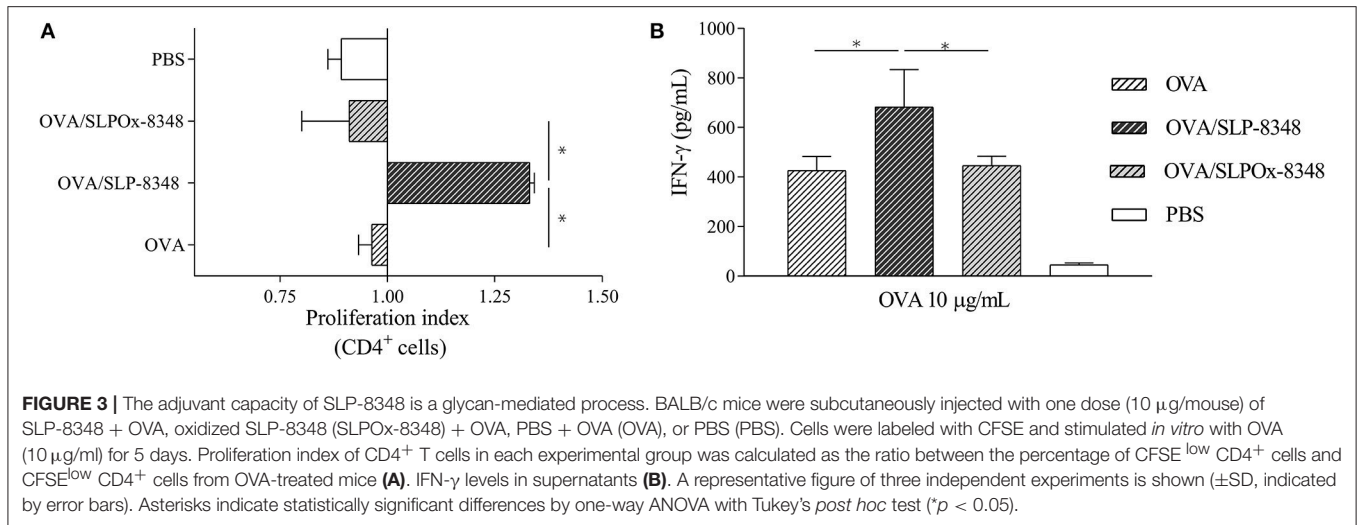 A
PBS
OVA/SLPOx-8348
OVA/SLP-8348
OVA
*
*
0.75 1.00 1.25 1.50
Proliferation index
(CD4⁺ cells)
B
1000
800
600
400
200
0
IFN-γ (pg/mL)
* *
OVA 10 μg/mL
OVA
OVA/SLP-8348
OVA/SLPOx-8348
PBS
FIGURE 3 | The adjuvant capacity of SLP-8348 is a glycan-mediated process. BALB/c mice were subcutaneously injected with one dose (10 μg/mouse) of
SLP-8348 + OVA, oxidized SLP-8348 (SLPOx-8348) + OVA, PBS + OVA (OVA), or PBS (PBS). Cells were labeled with CFSE and stimulated in vitro with OVA
(10 μg/ml) for 5 days. Proliferation index of CD4⁺ T cells in each experimental group was calculated as the ratio between the percentage of CFSE ˡᵒʷ CD4⁺ cells and
CFSEˡᵒʷ CD4⁺ cells from OVA-treated mice (A). IFN-γ levels in supernatants (B). A representative figure of three independent experiments is shown (±SD, indicated
by error bars). Asterisks indicate statistically significant differences by one-way ANOVA with Tukey's post hoc test (*p < 0.05).